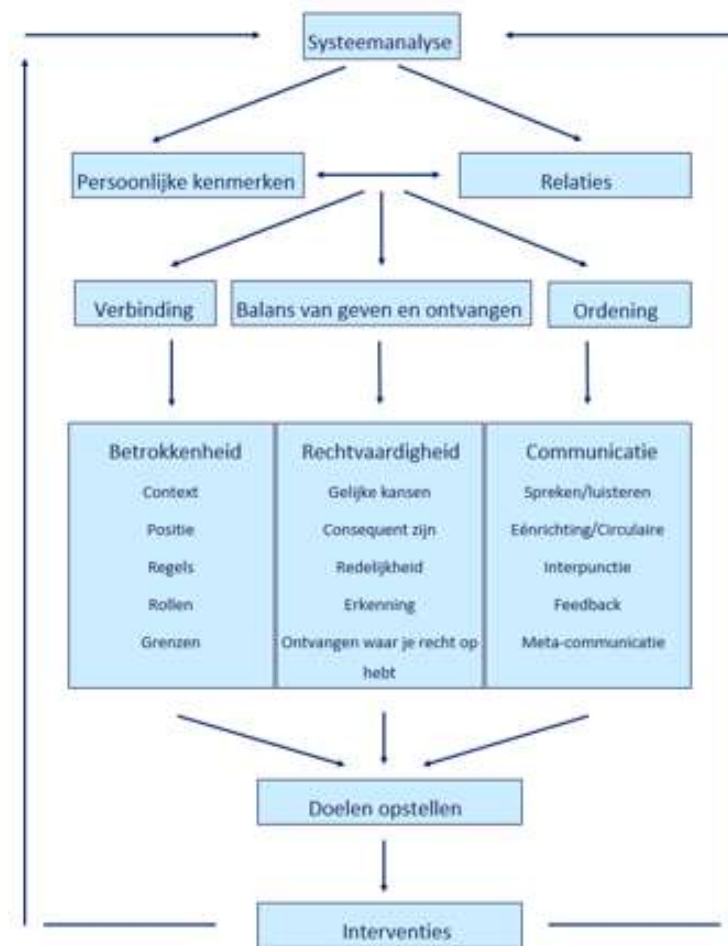 Systeemanalyse
Persoonlijke kenmerken
Relaties
Verbinding
Balans van geven en ontvangen
Ordening
Betrokkenheid
Context
Positie
Regels
Rollen
Grenzen
Rechtvaardigheid
Gelijke kansen
Consequent zijn
Redelijkheid
Erkenning
Ontvangen waar je recht op
hebt
Communicatie
Spreken/luisteren
Eénrichting/Circulaire
Interpunctie
Feedback
Meta-communicatie
Doelen opstellen
Interventies